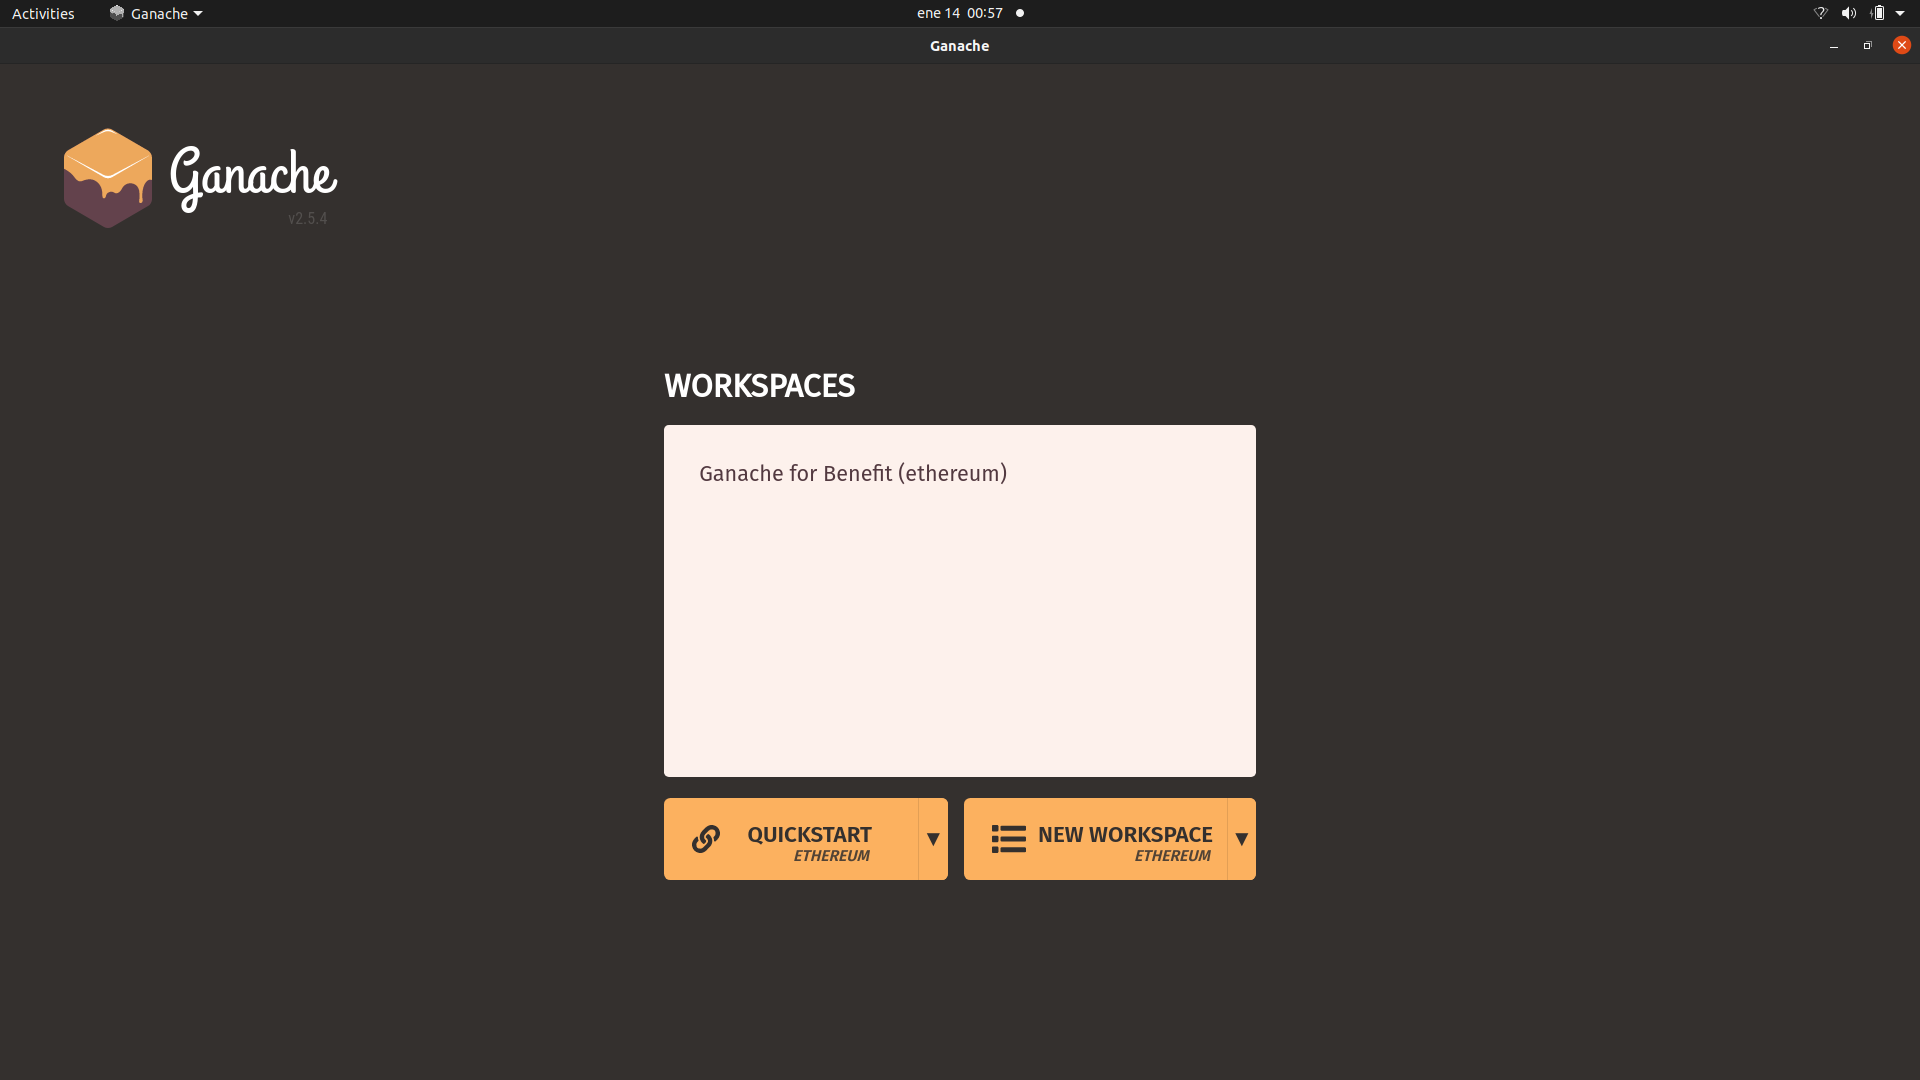 Activities
Ganache
ene 14 00:57
Ganache
Ganache
v2.5.4
WORKSPACES
Ganache for Benefit (ethereum)
QUICKSTART
ETHEREUM
NEW WORKSPACE
ETHEREUM